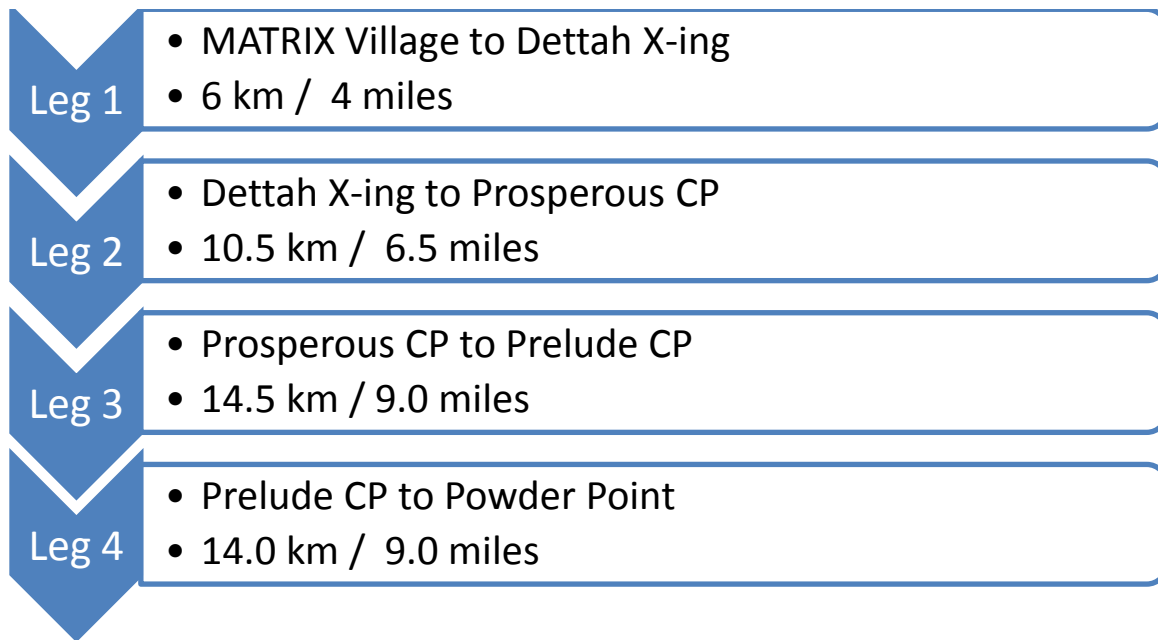 Leg 1
• MATRIX Village to Dettah X-ing
• 6 km / 4 miles
Leg 2
• Dettah X-ing to Prosperous CP
• 10.5 km / 6.5 miles
Leg 3
• Prosperous CP to Prelude CP
• 14.5 km / 9.0 miles
Leg 4
• Prelude CP to Powder Point
• 14.0 km / 9.0 miles